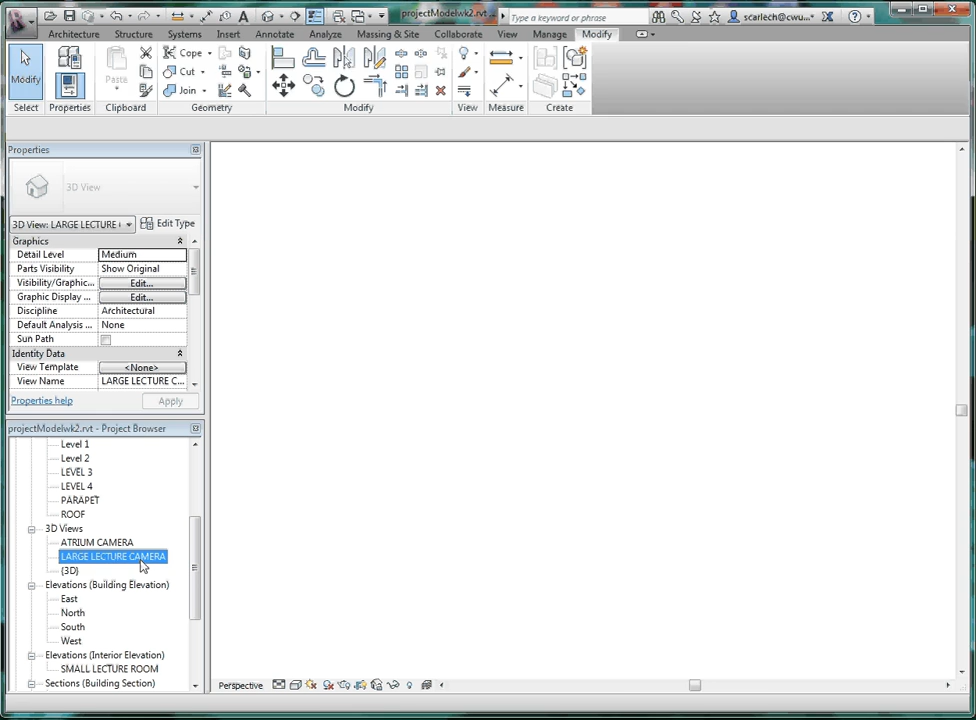 projectModelwk2.rvt - ...
Type a keyword or phrase
scarlech@cwu...
Architecture Structure Systems Insert Annotate Analyze Massing & Site Collaborate View Manage Modify
Modify
Paste
Cope
Cut
Join
Select Properties Clipboard Geometry Modify View Measure Create
Properties
3D View
3D View: LARGE LECTURE
Edit Type
Graphics
Detail Level Medium
Parts Visibility Show Original
Visibility/Graphic... Edit...
Graphic Display ... Edit...
Discipline Architectural
Default Analysis ... None
Sun Path
Identity Data
View Template <None>
View Name LARGE LECTURE C...
Properties help Apply
projectModelwk2.rvt - Project Browser
Level 1
Level 2
LEVEL 3
LEVEL 4
PARAPET
ROOF
3D Views
ATRIUM CAMERA
LARGE LECTURE CAMERA
{3D}
Elevations (Building Elevation)
East
North
South
West
Elevations (Interior Elevation)
SMALL LECTURE ROOM
Sections (Building Section)
Perspective